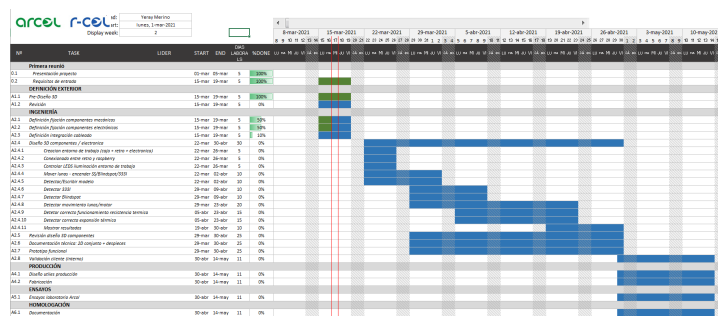 arcol r-col
Yeray Merino
lunes, 1-mar-2021
Display week: 2
8-mar-2021 15-mar-2021 22-mar-2021 29-mar-2021 5-abr-2021 12-abr-2021 19-abr-2021 26-abr-2021 3-may-2021 10-may-202
Nº TASK LIDER START END DIAS LABORALS %DONE
Primera reunió
0.1 Presentación proyecto 05-mar 05-mar 5 100%
0.2 Requisitos de entrada 15-mar 19-mar 5 100%
DEFINICIÓN EXTERIOR
A1.1 Pre-Diseño 3D 15-mar 19-mar 5 100%
A1.2 Revisión 15-mar 19-mar 5 0%
INGENIERÍA
A2.1 Definición fijación componentes mecánicos 15-mar 19-mar 5 50%
A2.2 Definición fijación componentes electrónicos 15-mar 19-mar 5 50%
A2.3 Definición integración cableado 15-mar 19-mar 5 10%
A2.4 Diseño 3D componentes / electronica 22-mar 30-abr 30 0%
A2.4.1 Creacion entorno de trabajo (caja + retro + electronica) 22-mar 26-mar 5 0%
A2.4.2 Conexionado entre retro y raspberry 22-mar 26-mar 5 0%
A2.4.3 Controlar LEDS iluminación entorno de trabajo 22-mar 26-mar 5 0%
A2.4.4 Mover lunas - encender SS/Blindspot/SSSI 22-mar 02-abr 10 0%
A2.4.5 Detectar/Escribir modelo 22-mar 02-abr 10 0%
A2.4.6 Detectar SSSI 29-mar 09-abr 10 0%
A2.4.7 Detectar Blindspot 29-mar 09-abr 10 0%
A2.4.8 Detectar movimiento lunas/motor 29-mar 23-abr 20 0%
A2.4.9 Detetar correcto funcionamiento resistencia termica 05-abr 23-abr 15 0%
A2.4.10 Detectar correcta expansión térmica 05-abr 23-abr 15 0%
A2.4.11 Mostrar resultados 19-abr 30-abr 10 0%
A2.5 Revisión diseño 3D componentes 29-mar 30-abr 25 0%
A2.6 Documentación técnica: 2D conjunto + despieces 29-mar 30-abr 25 0%
A2.7 Prototipo funcional 29-mar 30-abr 25 0%
A2.8 Validación cliente (interna) 30-abr 14-may 11 0%
PRODUCCIÓN
A4.1 Diseño utiles producción 30-abr 14-may 11 0%
A4.2 Fabricación 30-abr 14-may 11 0%
ENSAYOS
A5.1 Ensayos laboratorio Arcol 30-abr 14-may 11 0%
HOMOLOGACIÓN
A6.1 Documentación 30-abr 14-may 11 0%